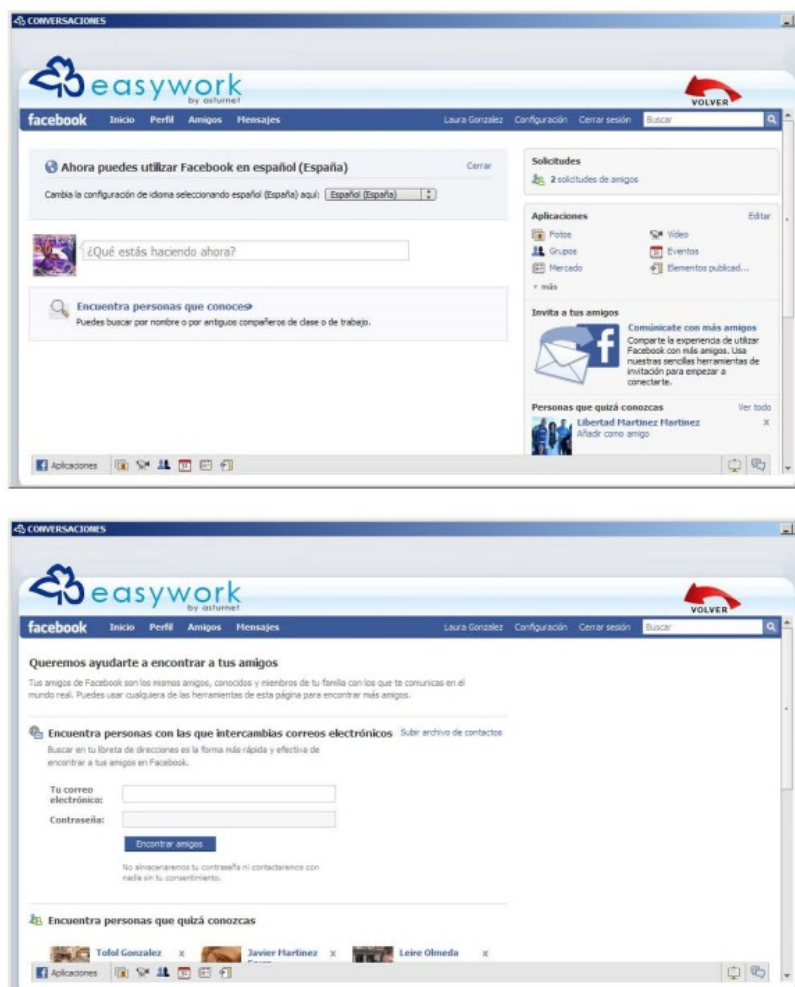 CONVERSACIONES
easywork
by asturnet
VOLVER
facebook Inicio Perfil Amigos Mensajes Laura Gonzalez Configuración Cerrar sesión Buscar
Ahora puedes utilizar Facebook en español (España) Cerrar
Cambia la configuración de idioma seleccionando español (España) aquí: Español (España)
¿Qué estás haciendo ahora?
Encuentra personas que conoces
Puedes buscar por nombre o por antiguos compañeros de clase o de trabajo.
Solicitudes
2 solicitudes de amigos
Aplicaciones Editar
Fotos Vídeo
Grupos Eventos
Mercado Elementos publicad...
más
Invita a tus amigos
Comunícate con más amigos
Comparte la experiencia de utilizar
Facebook con más amigos. Usa
nuestras sencillas herramientas de
invitación para empezar a
conectarte.
Personas que quizá conozcas Ver todo
Libertad Martinez Martinez x
Añadir como amigo
Aplicaciones
CONVERSACIONES
easywork
by asturnet
VOLVER
facebook Inicio Perfil Amigos Mensajes Laura Gonzalez Configuración Cerrar sesión Buscar
Queremos ayudarte a encontrar a tus amigos
Tus amigos de Facebook son los mismos amigos, conocidos y miembros de tu familia con los que te comunicas en el
mundo real. Puedes usar cualquiera de las herramientas de esta página para encontrar más amigos.
Encuentra personas con las que intercambias correos electrónicos Subir archivo de contactos
Buscar en tu libreta de direcciones es la forma más rápida y efectiva de
encontrar a tus amigos en Facebook.
Tu correo
electrónico:
Contraseña:
Encontrar amigos
No almacenaremos tu contraseña ni contactaremos con
nadie sin tu consentimiento.
Encuentra personas que quizá conozcas
Tofol Gonzalez x Javier Martinez x Leire Olmeda x
Aplicaciones